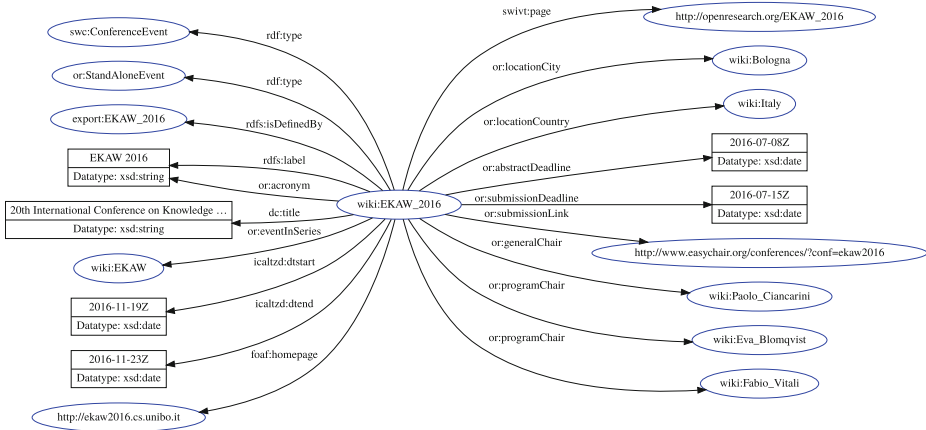 swc:ConferenceEvent
rdf:type
or:StandAloneEvent
rdf:type
export:EKAW_2016
rdfs:isDefinedBy
EKAW 2016
Datatype: xsd:string
rdfs:label
or:acronym
20th International Conference on Knowledge …
Datatype: xsd:string
dc:title
or:eventInSeries
wiki:EKAW
icaltzd:dtstart
2016-11-19Z
Datatype: xsd:date
icaltzd:dtend
2016-11-23Z
Datatype: xsd:date
foaf:homepage
http://ekaw2016.cs.unibo.it
wiki:EKAW_2016
swivt:page
http://openresearch.org/EKAW_2016
or:locationCity
wiki:Bologna
or:locationCountry
wiki:Italy
or:abstractDeadline
2016-07-08Z
Datatype: xsd:date
or:submissionDeadline
2016-07-15Z
Datatype: xsd:date
or:submissionLink
http://www.easychair.org/conferences/?conf=ekaw2016
or:generalChair
wiki:Paolo_Ciancarini
or:programChair
wiki:Eva_Blomqvist
or:programChair
wiki:Fabio_Vitali